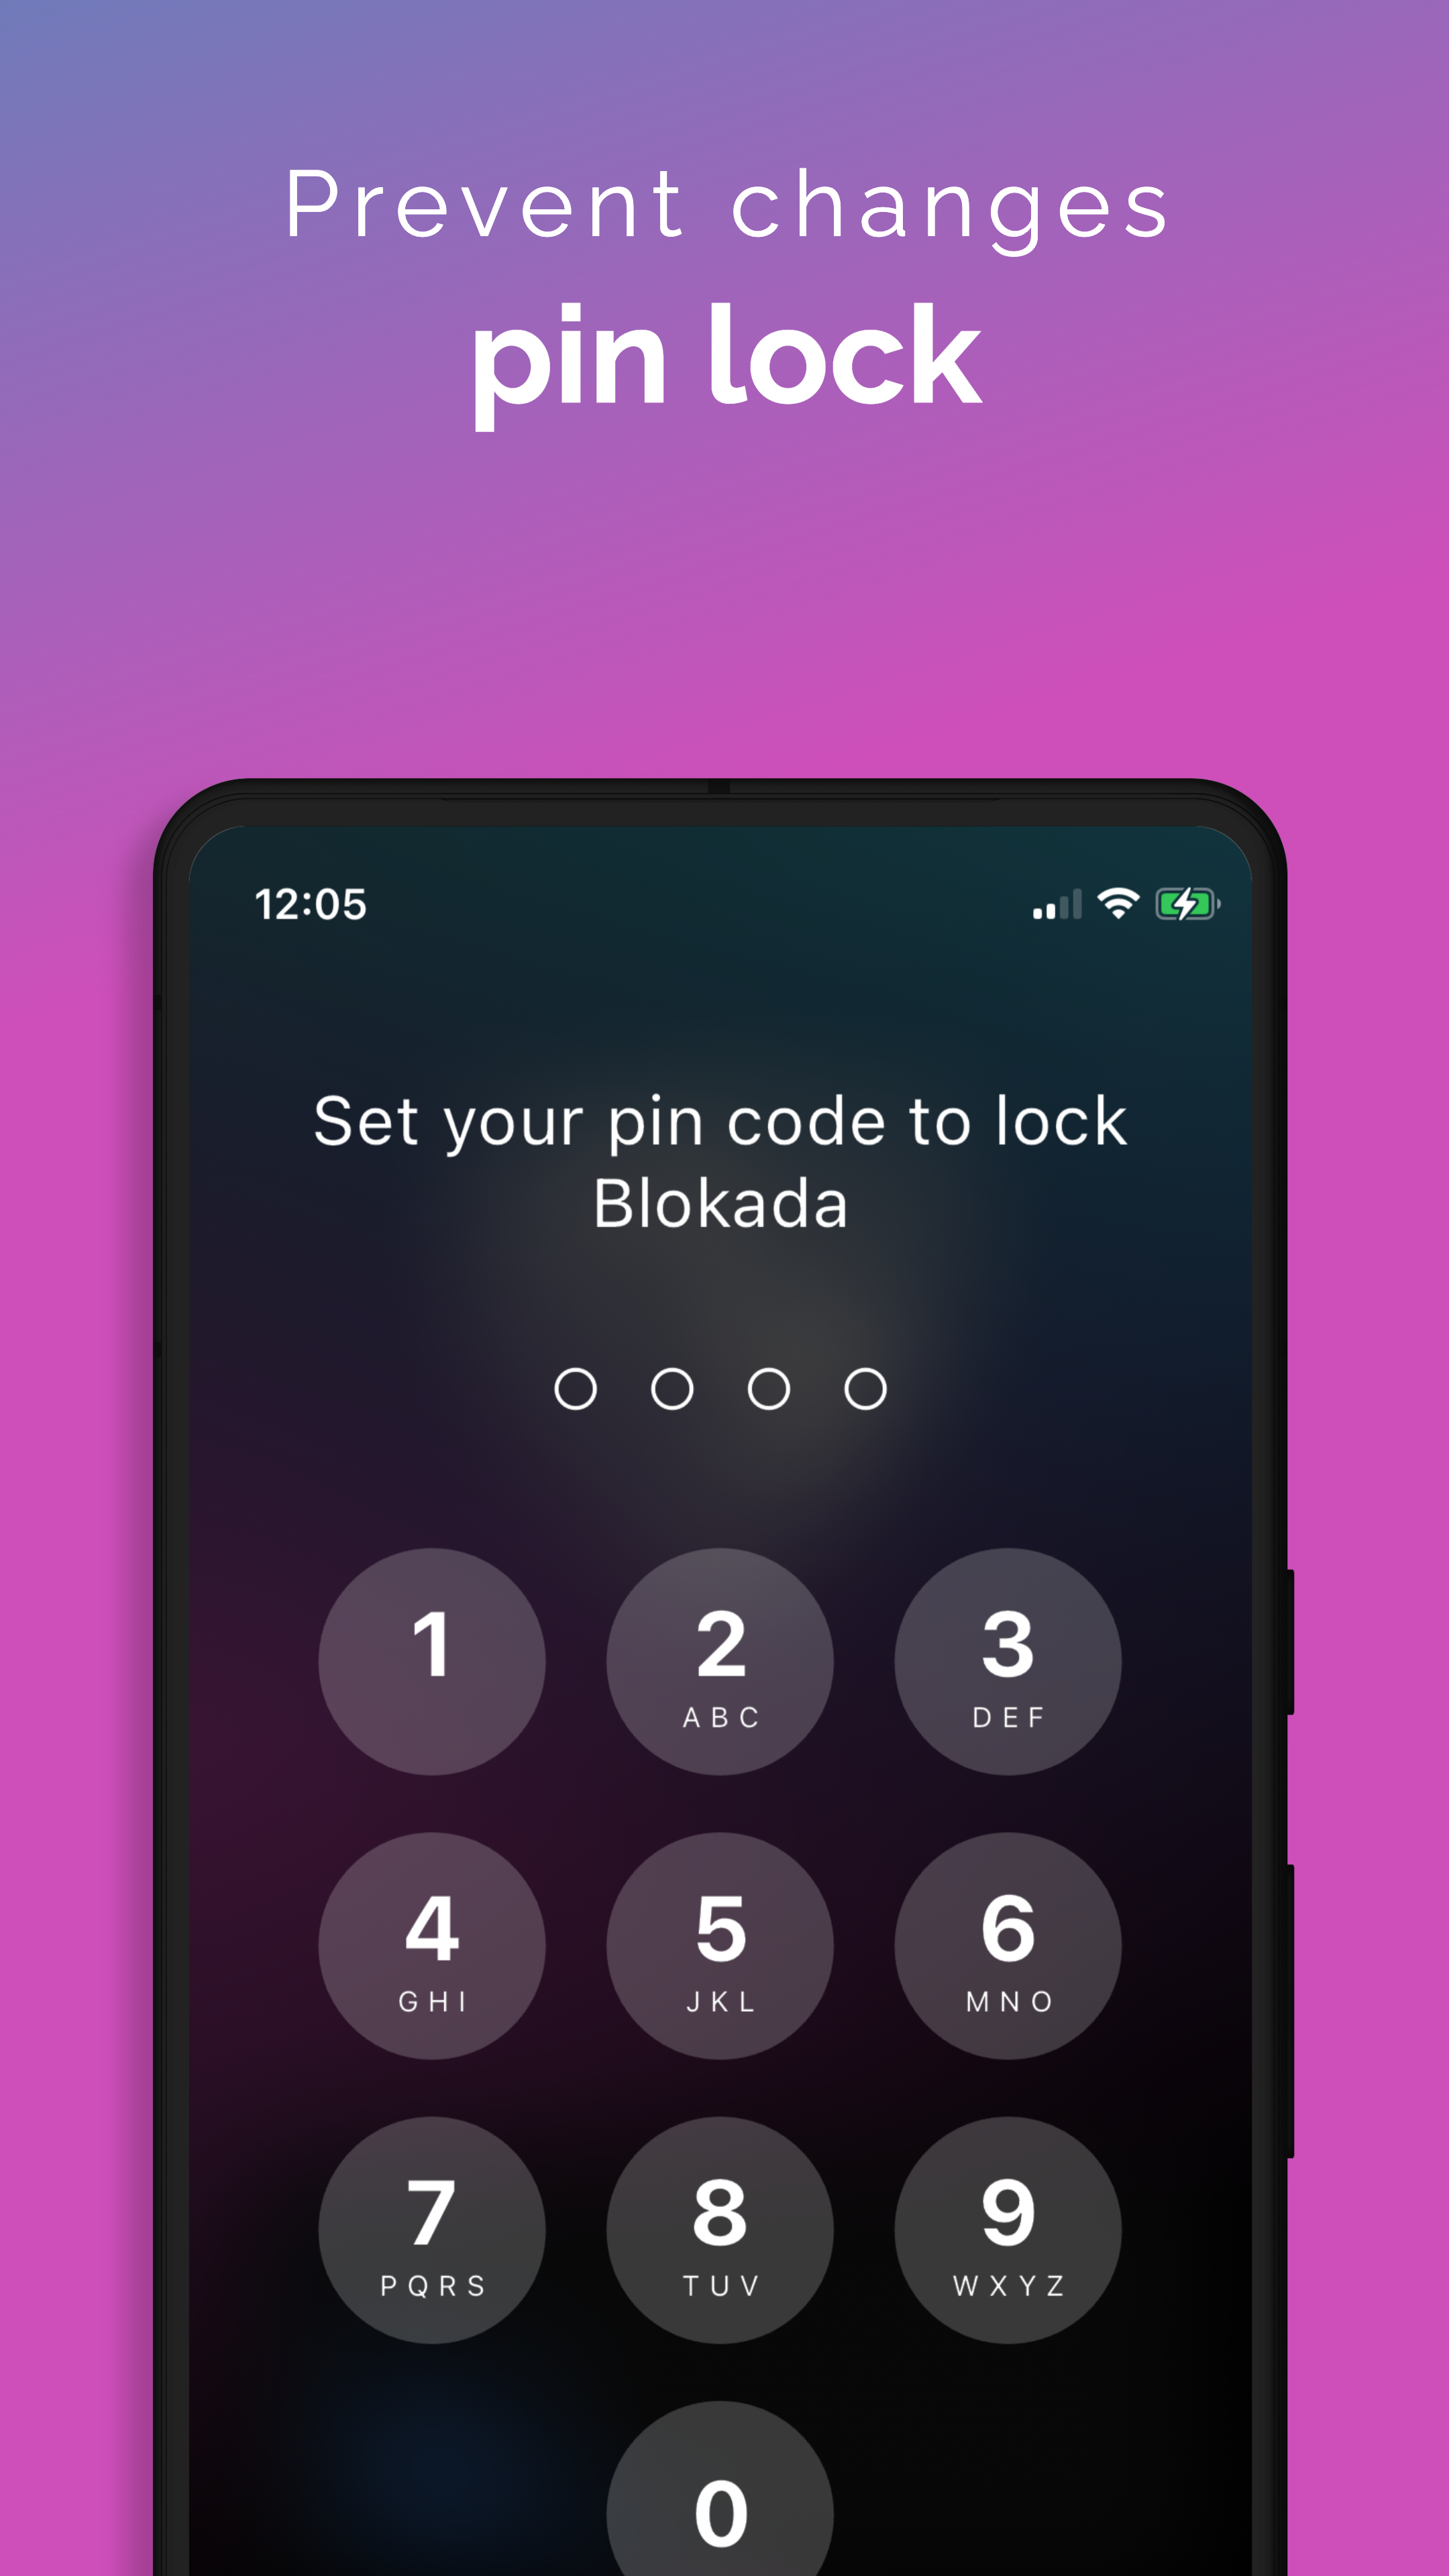 Prevent changes
pin lock
12:05
Set your pin code to lock
Blokada
1 2 3
ABC DEF
4 5 6
GHI JKL MNO
7 8 9
PQRS TUV WXYZ
0